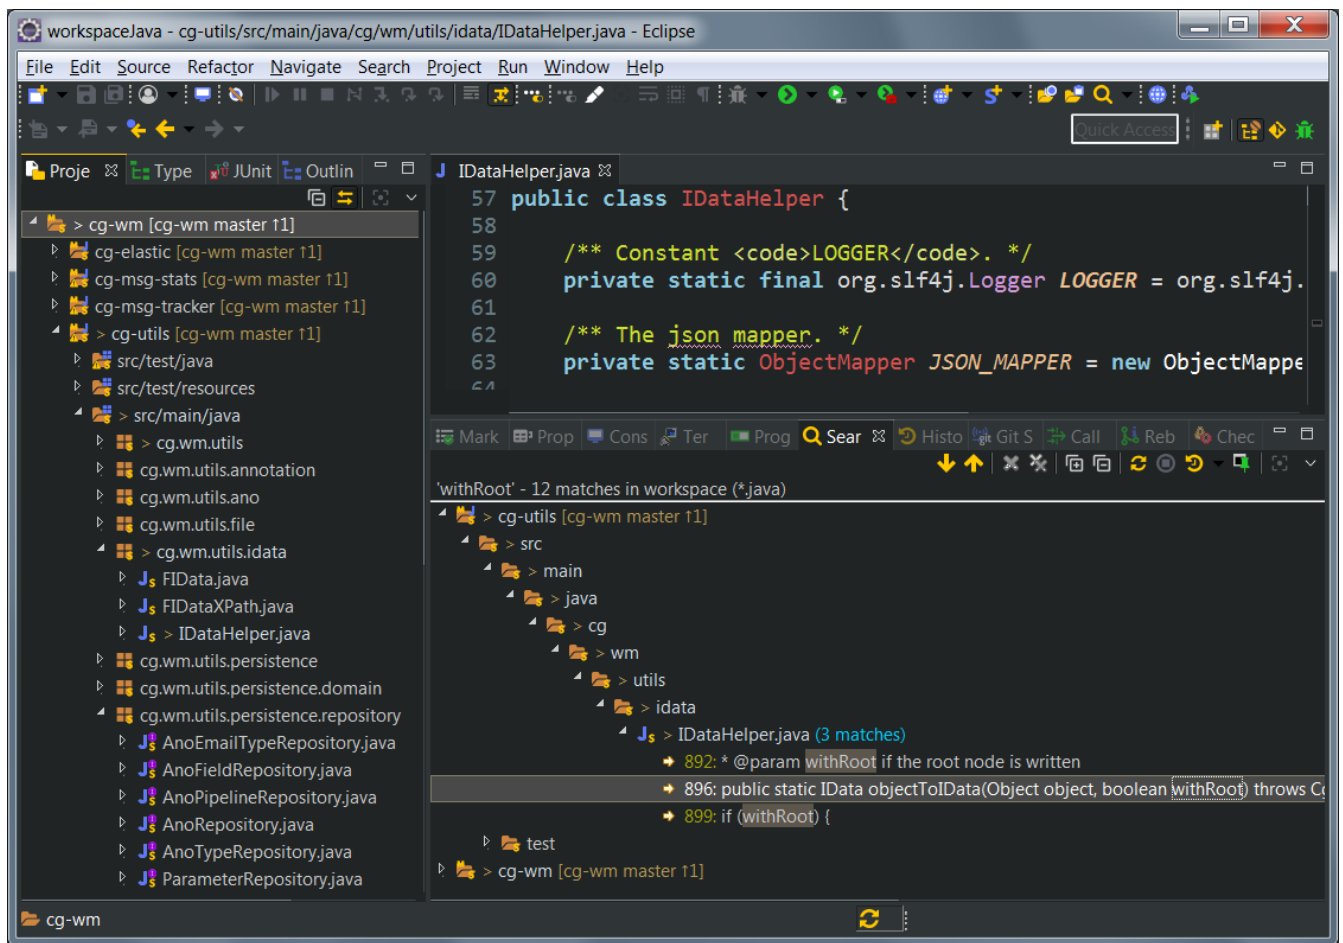 workspaceJava - cg-utils/src/main/java/cg/wm/utils/idata/IDataHelper.java - Eclipse
File Edit Source Refactor Navigate Search Project Run Window Help
Quick Access
Proje Type JUnit Outlin
> cg-wm [cg-wm master ↑1]
cg-elastic [cg-wm master ↑1]
cg-msg-stats [cg-wm master ↑1]
cg-msg-tracker [cg-wm master ↑1]
> cg-utils [cg-wm master ↑1]
src/test/java
src/test/resources
> src/main/java
> cg.wm.utils
cg.wm.utils.annotation
cg.wm.utils.ano
cg.wm.utils.file
> cg.wm.utils.idata
FIData.java
FIDataXPath.java
> IDataHelper.java
cg.wm.utils.persistence
cg.wm.utils.persistence.domain
cg.wm.utils.persistence.repository
AnoEmailTypeRepository.java
AnoFieldRepository.java
AnoPipelineRepository.java
AnoRepository.java
AnoTypeRepository.java
ParameterRepository.java
IDataHelper.java
57 public class IDataHelper {
58
59 /** Constant <code>LOGGER</code>. */
60 private static final org.slf4j.Logger LOGGER = org.slf4j.
61
62 /** The json mapper. */
63 private static ObjectMapper JSON_MAPPER = new ObjectMappe
64
Mark Prop Cons Ter Prog Sear Histo Git S Call Reb Chec
'withRoot' - 12 matches in workspace (*.java)
> cg-utils [cg-wm master ↑1]
> src
> main
> java
> cg
> wm
> utils
> idata
> IDataHelper.java (3 matches)
892: * @param withRoot if the root node is written
896: public static IData objectToIData(Object object, boolean withRoot) throws Cg
899: if (withRoot) {
> test
> cg-wm [cg-wm master ↑1]
cg-wm